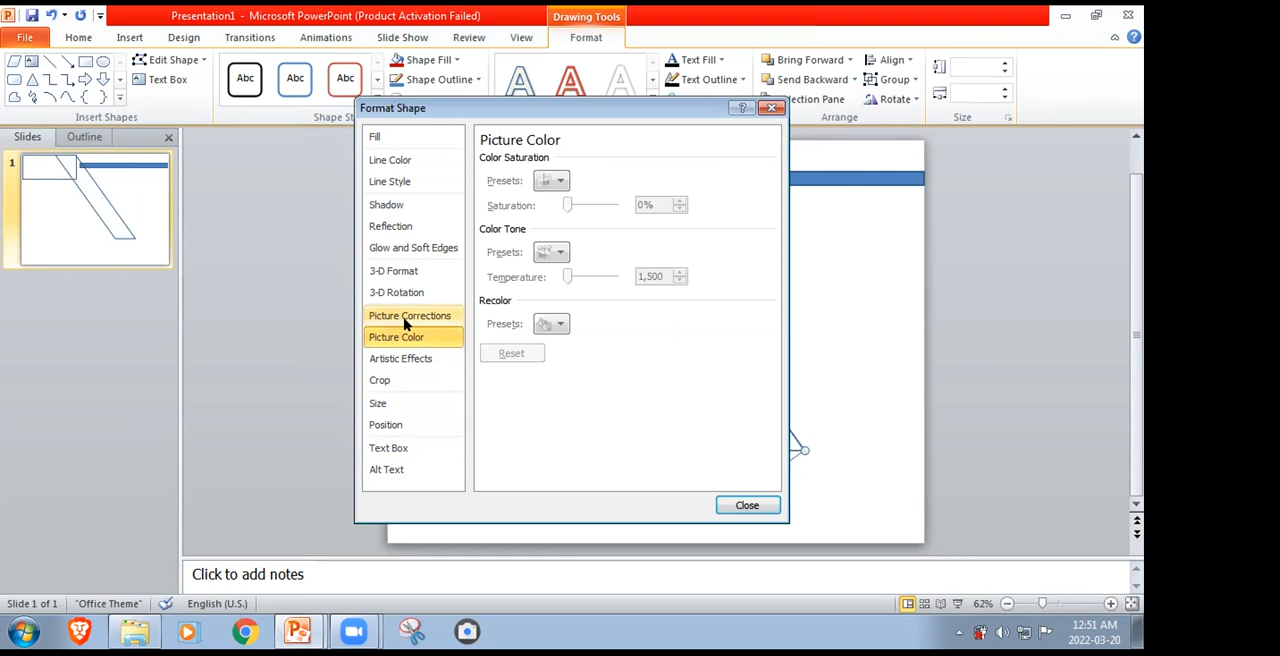 Presentation1 - Microsoft PowerPoint (Product Activation Failed)
Drawing Tools
File Home Insert Design Transitions Animations Slide Show Review View Format
Edit Shape
Text Box
Insert Shapes
Abc Abc Abc
Shape Fill
Shape Outline
Shape St
Text Fill
Text Outline
Bring Forward
Send Backward
lection Pane
Align
Group
Rotate
Arrange
Size
Slides Outline
1
Format Shape
Fill
Line Color
Line Style
Shadow
Reflection
Glow and Soft Edges
3-D Format
3-D Rotation
Picture Corrections
Picture Color
Artistic Effects
Crop
Size
Position
Text Box
Alt Text
Picture Color
Color Saturation
Presets:
Saturation: 0%
Color Tone
Presets:
Temperature: 1,500
Recolor
Presets:
Reset
Close
Click to add notes
Slide 1 of 1 "Office Theme" English (U.S.) 62%
12:51 AM
2022-03-20